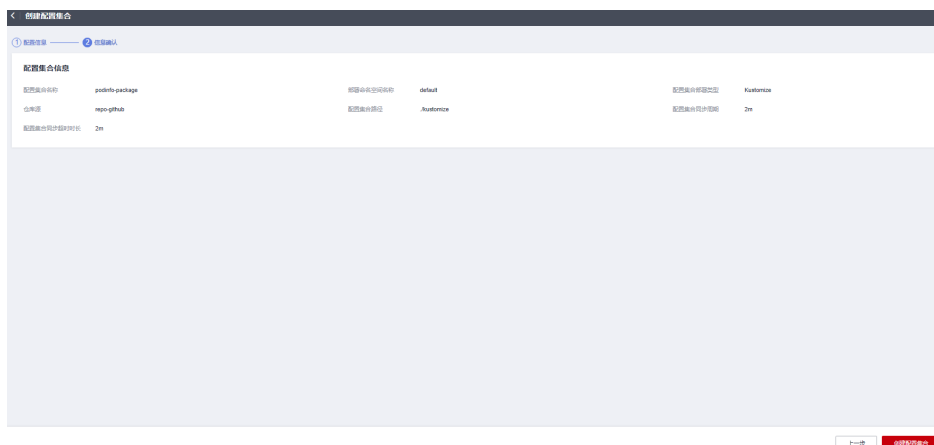 创建配置集合
1 配置信息 2 信息确认
配置集合信息
配置集合名称 podinfo-package 部署命名空间名称 default 配置集合部署类型 Kustomize
仓库源 repo-github 配置集合路径 ./kustomize 配置集合同步周期 2m
配置集合同步超时时长 2m
上一步 创建配置集合